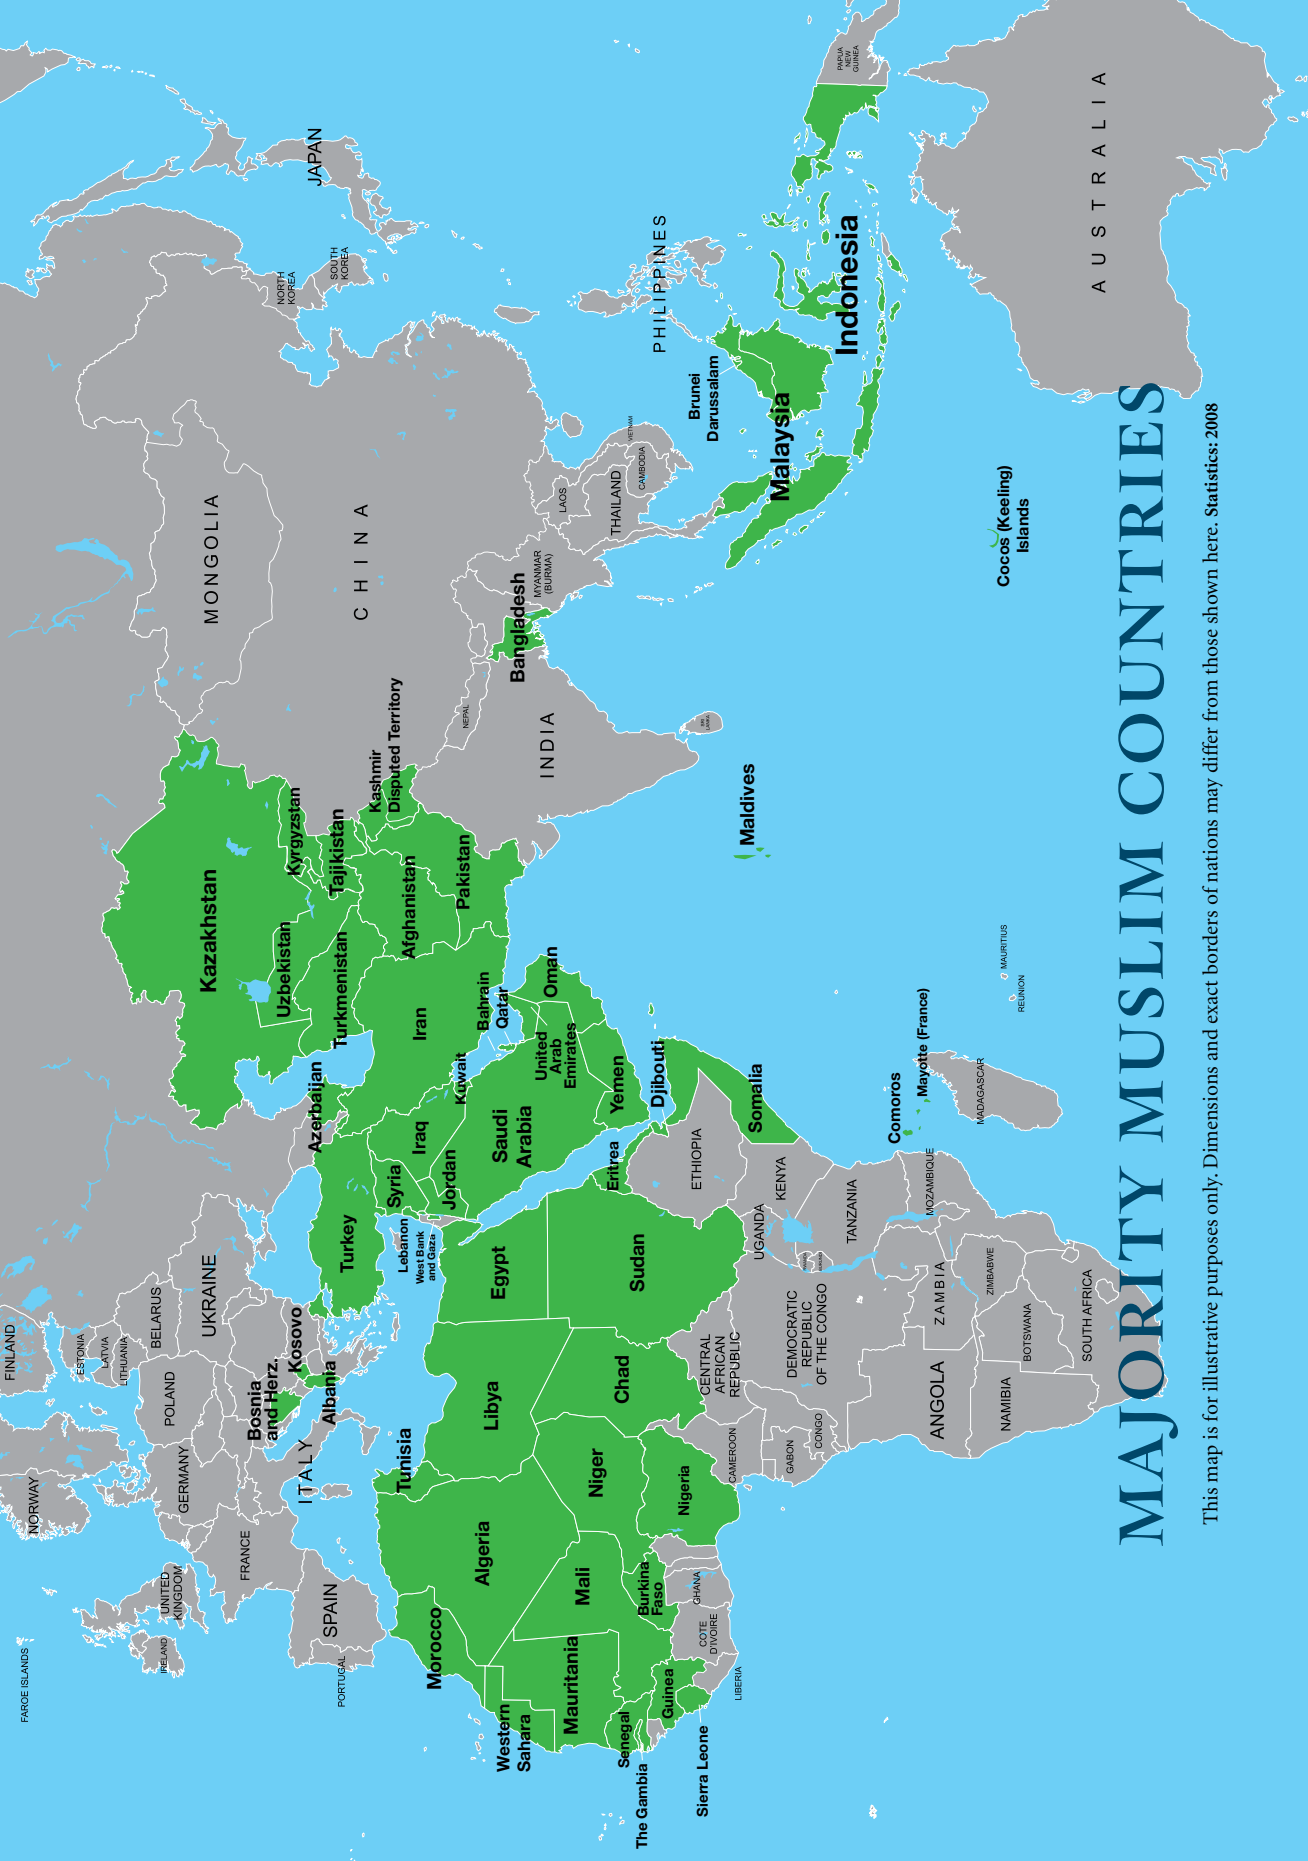 FAROE ISLANDS
NORWAY
FINLAND
ESTONIA
LATVIA
LITHUANIA
BELARUS
POLAND
UKRAINE
GERMANY
UNITED
KINGDOM
IRELAND
FRANCE
SPAIN
PORTUGAL
ITALY
Bosnia
and Herz.
Kosovo
Albania
Kazakhstan
MONGOLIA
CHINA
NORTH
KOREA
SOUTH
KOREA
JAPAN
Uzbekistan
Kyrgyzstan
Turkmenistan
Tajikistan
Azerbaijan
Turkey
Kashmir
Disputed Territory
Afghanistan
Pakistan
Iran
Iraq
Syria
Lebanon
West Bank
and Gaza
Jordan
Kuwait
Bahrain
Qatar
Saudi
Arabia
United
Arab
Emirates
Oman
Yemen
NEPAL
INDIA
Bangladesh
MYANMAR
(BURMA)
LAOS
THAILAND
CAMBODIA
VIETNAM
SRI
LANKA
PHILIPPINES
Brunei
Darussalam
Malaysia
Indonesia
PAPUA
NEW
GUINEA
AUSTRALIA
Maldives
Cocos (Keeling)
Islands
Tunisia
Morocco
Algeria
Libya
Egypt
Western
Sahara
Mauritania
Mali
Niger
Chad
Sudan
Eritrea
Djibouti
Somalia
ETHIOPIA
Senegal
The Gambia
Guinea
Sierra Leone
LIBERIA
COTE
D'IVOIRE
Burkina
Faso
GHANA
Nigeria
CAMEROON
CENTRAL
AFRICAN
REPUBLIC
UGANDA
KENYA
GABON
CONGO
DEMOCRATIC
REPUBLIC
OF THE CONGO
TANZANIA
Comoros
Mayotte (France)
ANGOLA
ZAMBIA
MOZAMBIQUE
MADAGASCAR
MAURITIUS
REUNION
ZIMBABWE
NAMIBIA
BOTSWANA
SOUTH AFRICA
MAJORITY MUSLIM COUNTRIES
This map is for illustrative purposes only. Dimensions and exact borders of nations may differ from those shown here. Statistics: 2008